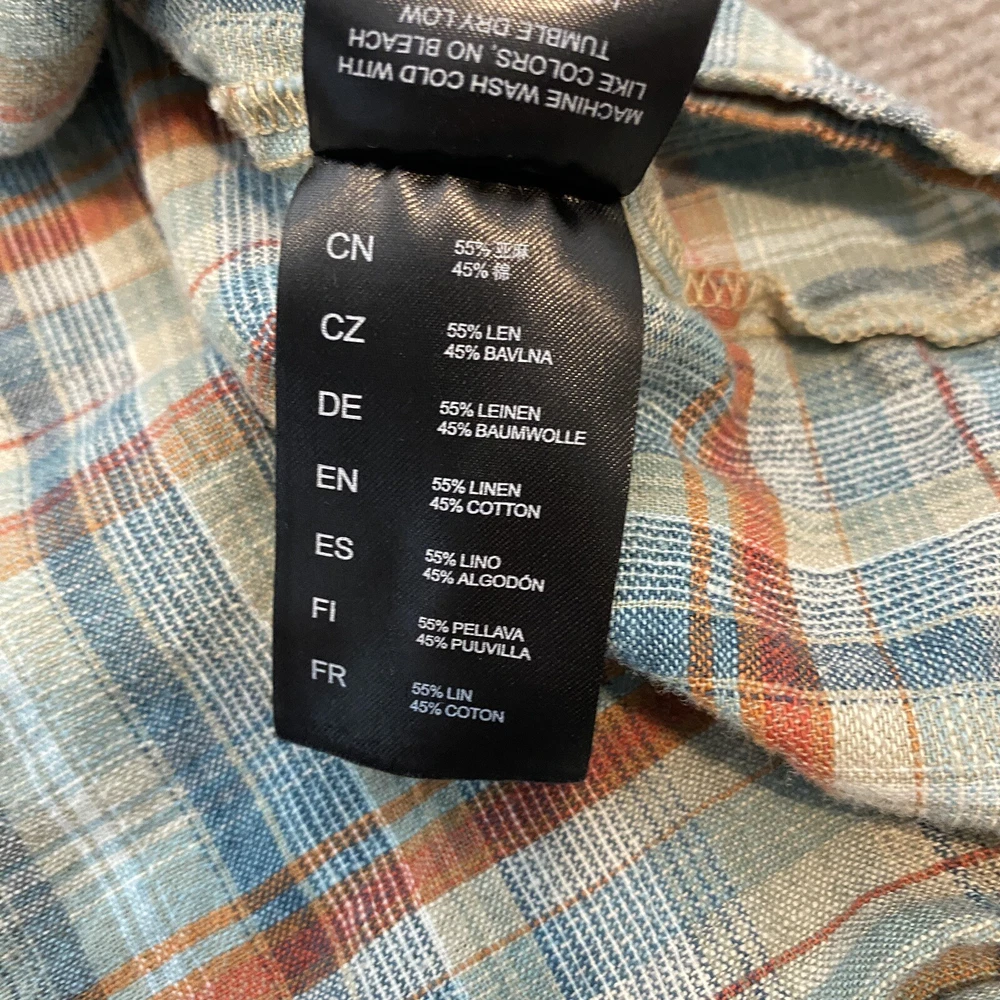 MACHINE WASH COLD WITH
LIKE COLORS, NO BLEACH
TUMBLE DRY LOW
CN
55% 亚麻
45% 棉
CZ
55% LEN
45% BAVLNA
DE
55% LEINEN
45% BAUMWOLLE
EN
55% LINEN
45% COTTON
ES
55% LINO
45% ALGODÓN
FI
55% PELLAVA
45% PUUVILLA
FR
55% LIN
45% COTON